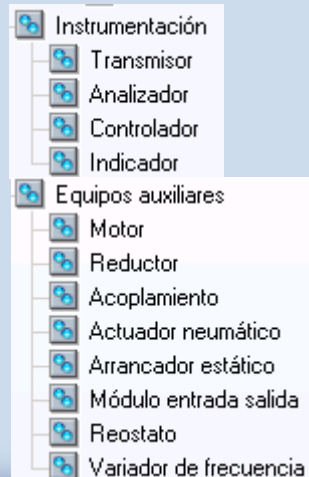 Instrumentación
Transmisor
Analizador
Controlador
Indicador
Equipos auxiliares
Motor
Reductor
Acoplamiento
Actuador neumático
Arrancador estático
Módulo entrada salida
Reostato
Variador de frecuencia